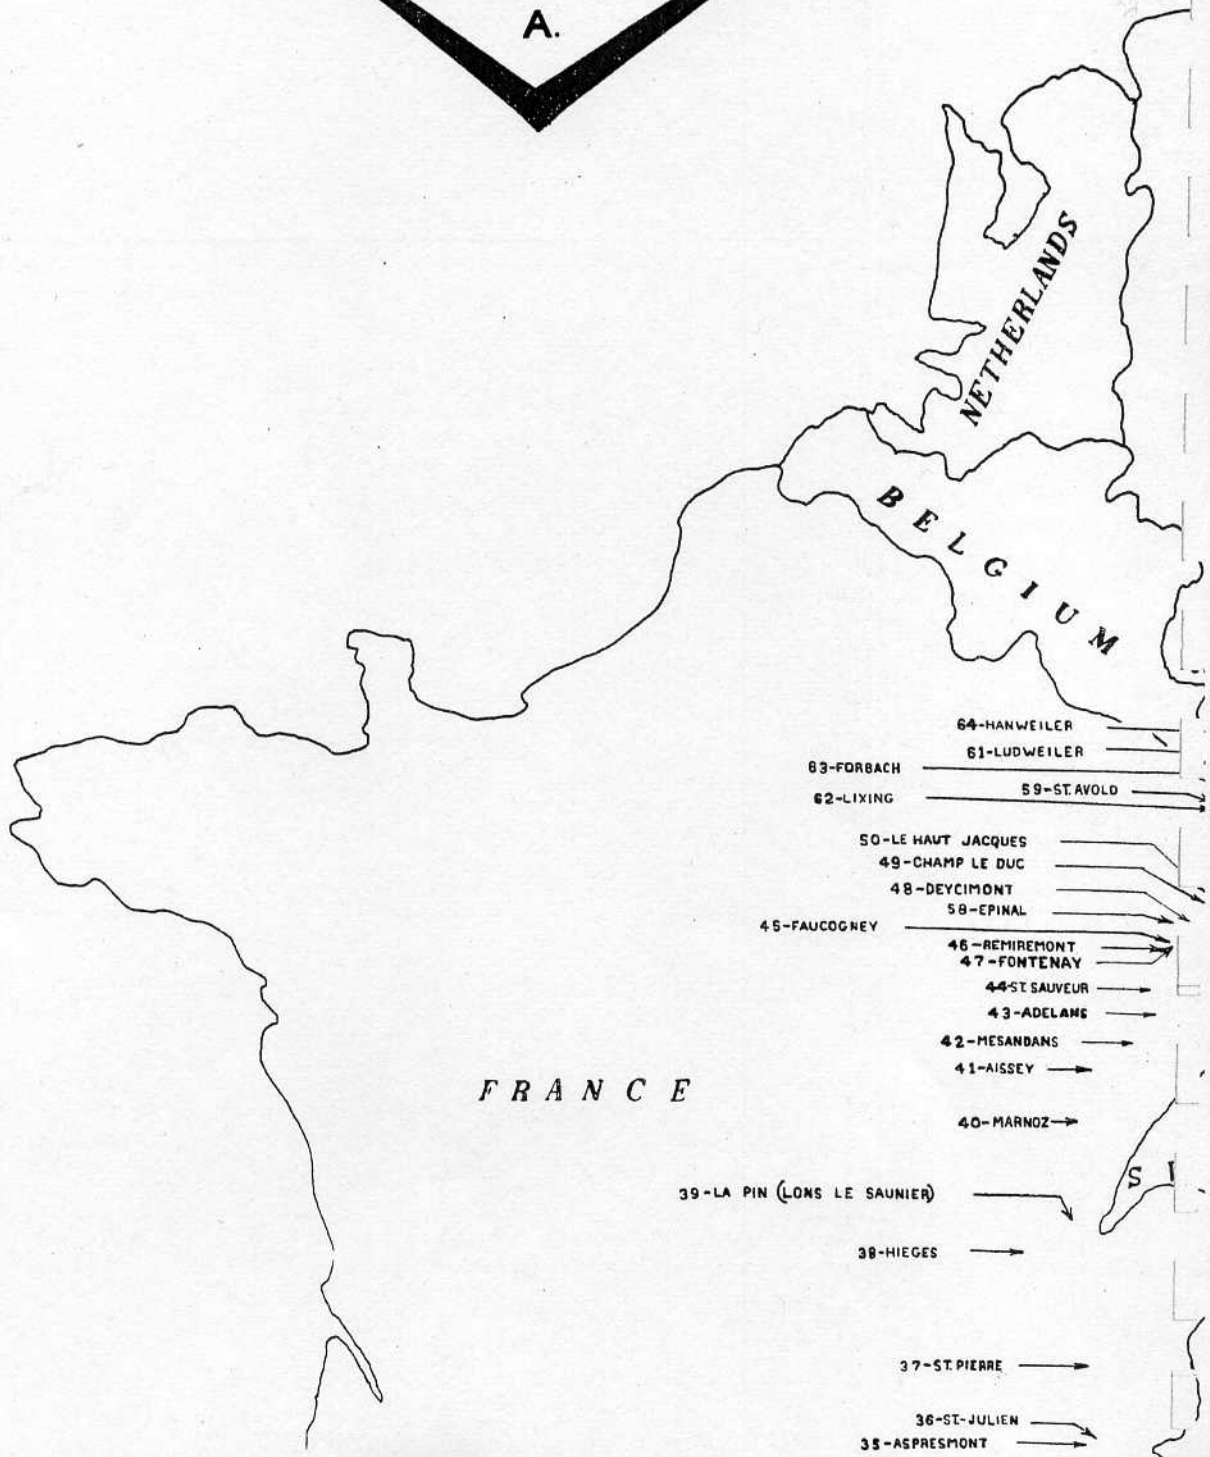 A.
NETHERLANDS
BELGIUM
64-HANWEILER
61-LUDWEILER
63-FORBACH
59-ST.AVOLD
62-LIXING
50-LE HAUT JACQUES
49-CHAMP LE DUC
48-DEYCIMONT
58-EPINAL
45-FAUCOGNEY
46-REMIREMONT
47-FONTENAY
44-ST.SAUVEUR
43-ADELANS
42-MESANDANS
41-AISSEY
FRANCE
40-MARNOZ
S
39-LA PIN (LONS LE SAUNIER)
38-HIEGES
37-ST.PIERRE
36-ST-JULIEN
35-ASPRESMONT